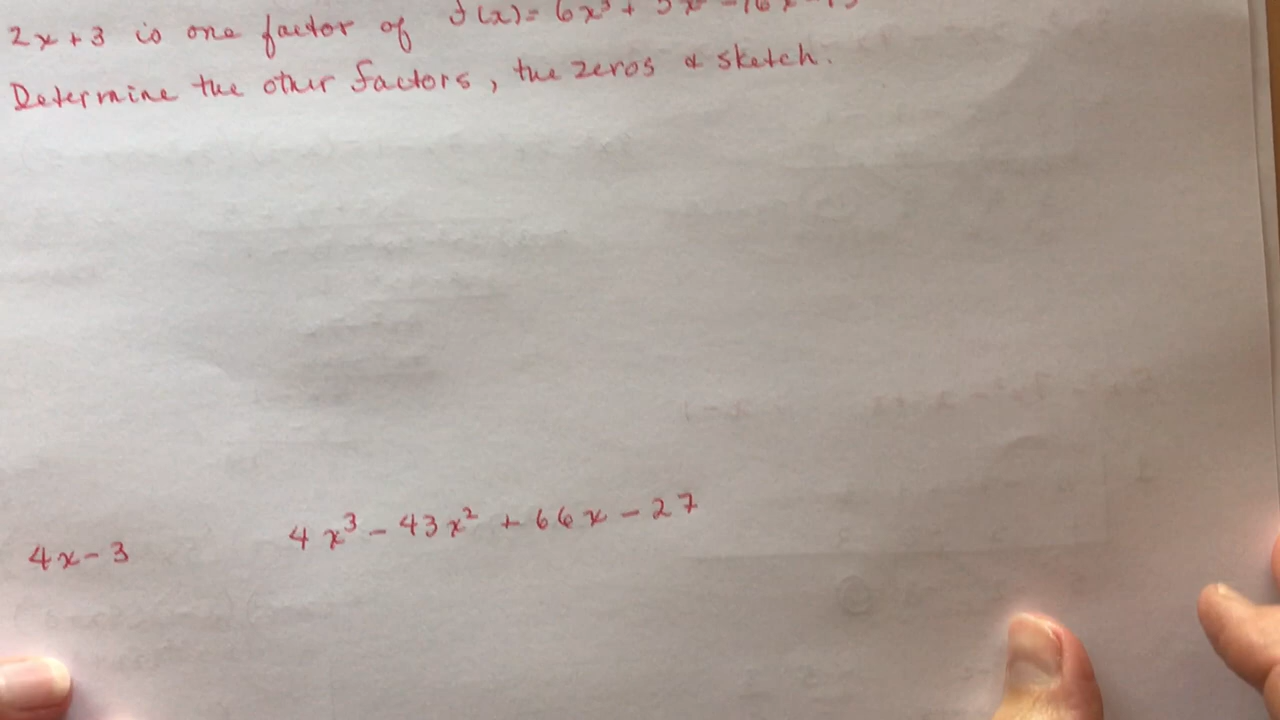 2x + 3 is one factor of f(x) = 6x³ +
Determine the other factors, the zeros & sketch.
4x - 3 4x³ - 43x² + 66x - 27